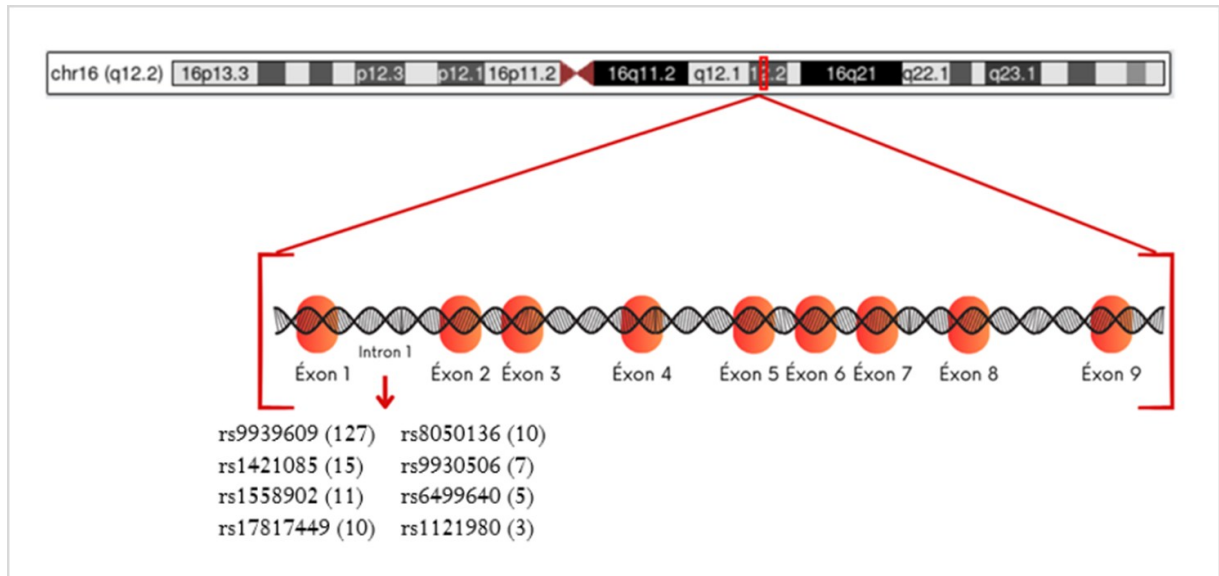 chr16 (q12.2) 16p13.3 p12.3 p12.1 16p11.2 16q11.2 q12.1 12.2 16q21 q22.1 q23.1
Intron 1
Éxon 1 Éxon 2 Éxon 3 Éxon 4 Éxon 5 Éxon 6 Éxon 7 Éxon 8 Éxon 9
rs9939609 (127) rs8050136 (10)
rs1421085 (15) rs9930506 (7)
rs1558902 (11) rs6499640 (5)
rs17817449 (10) rs1121980 (3)